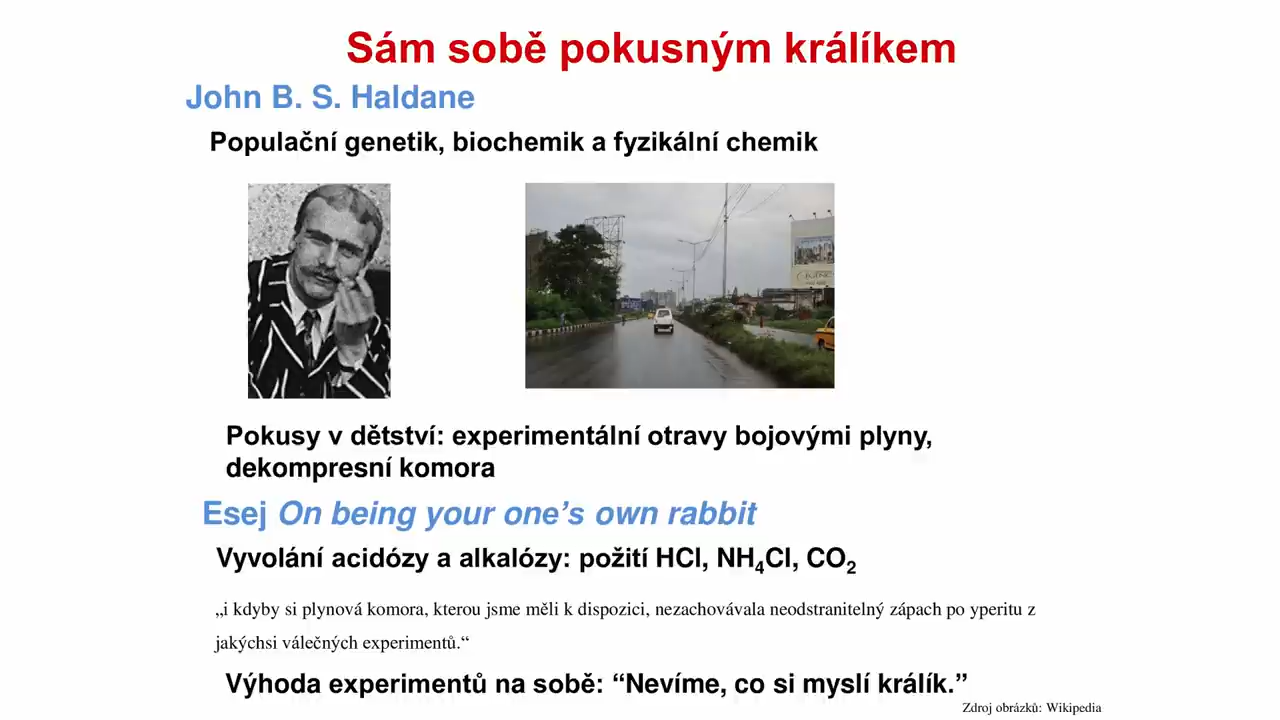 Sám sobě pokusným králíkem
John B. S. Haldane
Populační genetik, biochemik a fyzikální chemik
Pokusy v dětství: experimentální otravy bojovými plyny,
dekompresní komora
Esej On being your one’s own rabbit
Vyvolání acidózy a alkalózy: požití HCl, NH₄Cl, CO₂
„i kdyby si plynová komora, kterou jsme měli k dispozici, nezachovávala neodstranitelný zápach po yperitu z
jakýchsi válečných experimentů.“
Výhoda experimentů na sobě: “Nevíme, co si myslí králík.”
Zdroj obrázků: Wikipedia